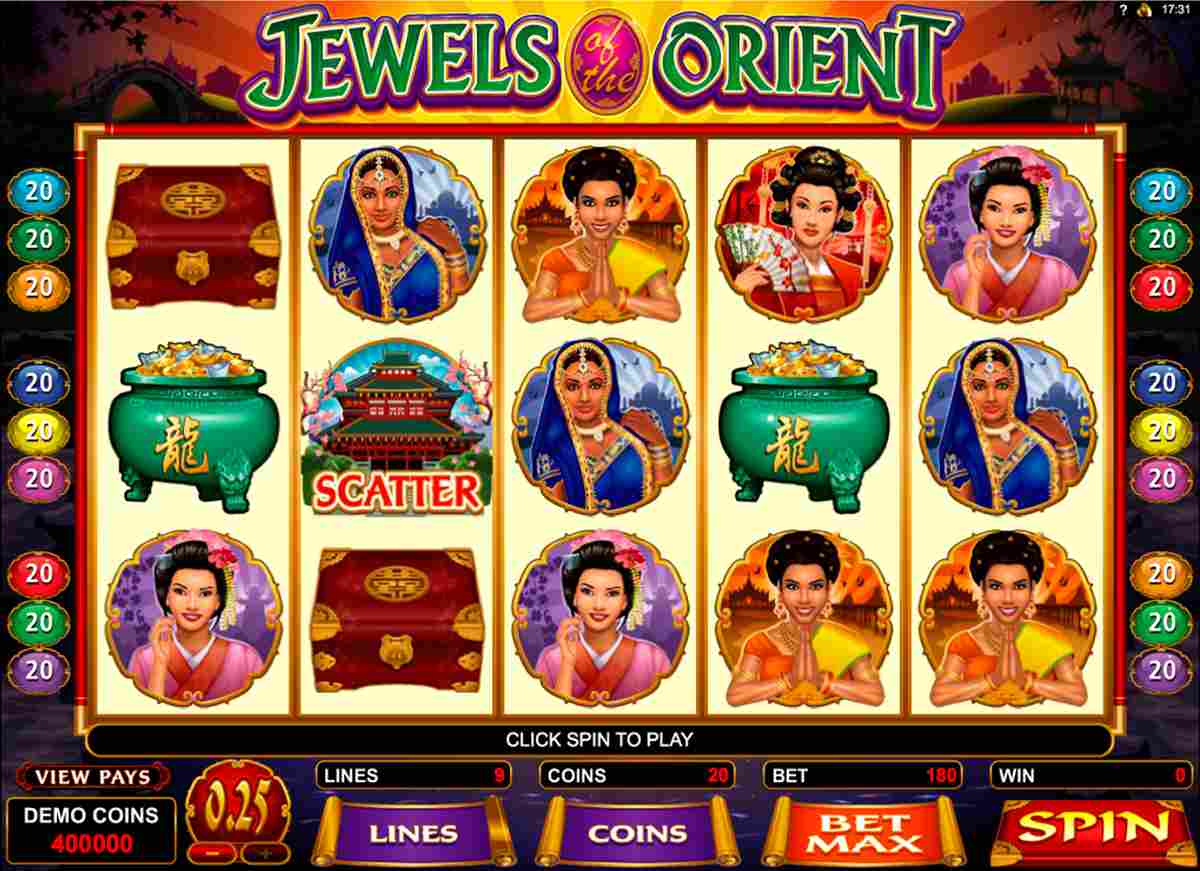 ? 17:31
JEWELS of the ORIENT
20 20
20 20
20 20
龍 龍
SCATTER
20 20
20 20
20 20
20 20
20 20
20 20
CLICK SPIN TO PLAY
VIEW PAYS
LINES 9 COINS 20 BET 180 WIN 0
DEMO COINS
400000
0.25
- +
LINES
COINS
BET MAX
SPIN